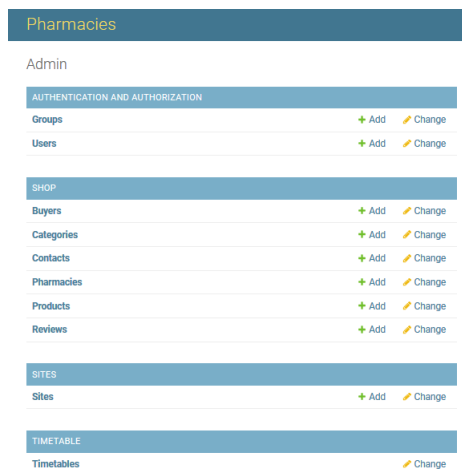 Pharmacies
Admin
AUTHENTICATION AND AUTHORIZATION
Groups Add Change
Users Add Change
SHOP
Buyers Add Change
Categories Add Change
Contacts Add Change
Pharmacies Add Change
Products Add Change
Reviews Add Change
SITES
Sites Add Change
TIMETABLE
Timetables Change